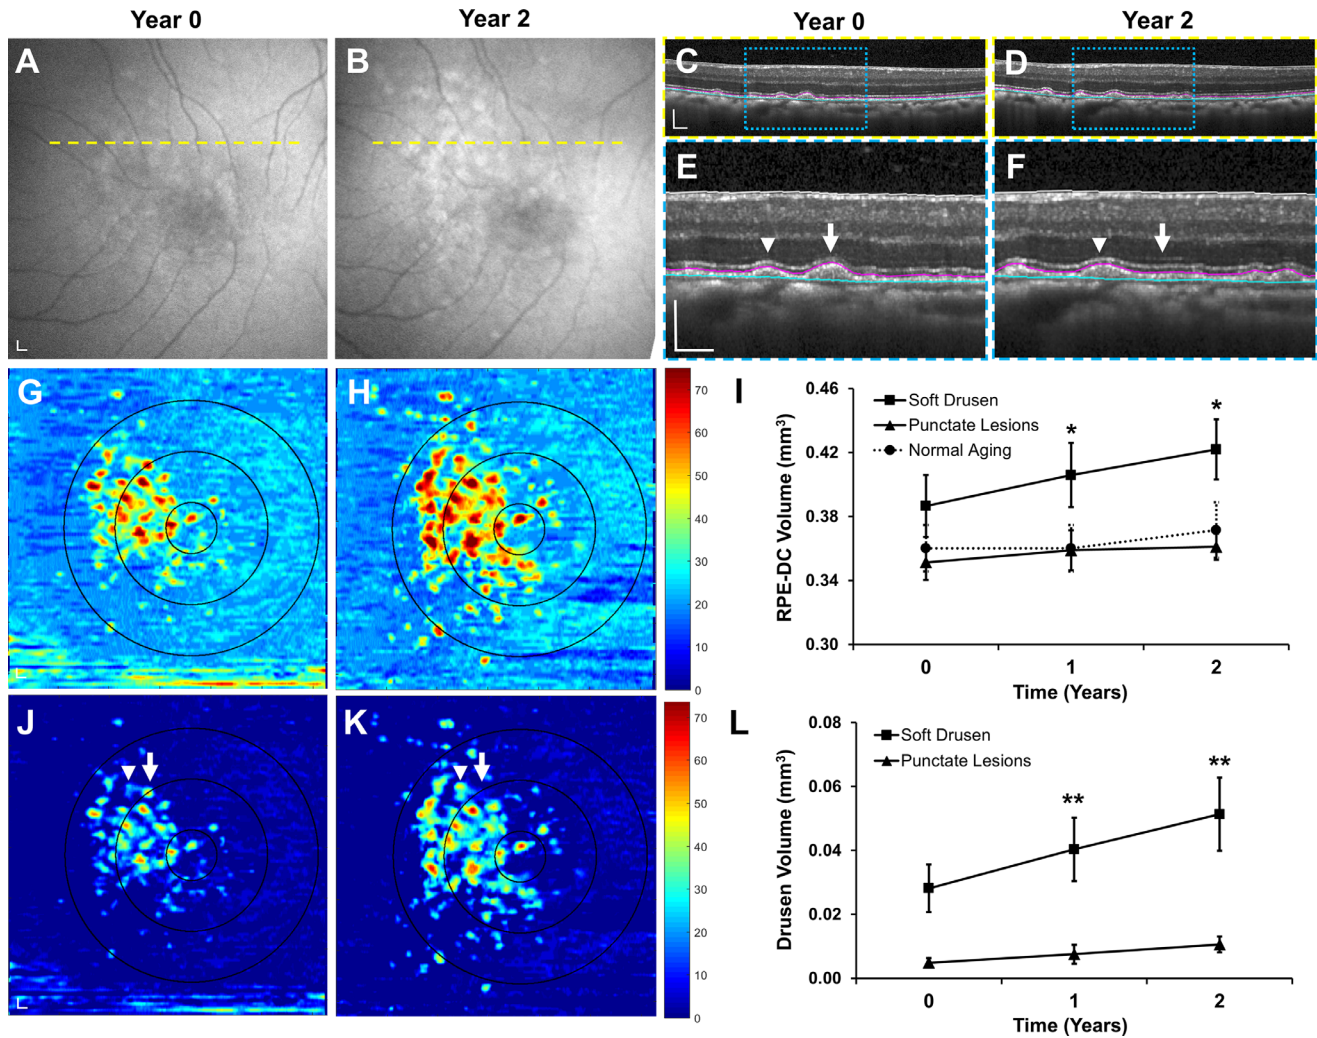 Year 0
Year 2
Year 0
Year 2
A
B
C
D
E
F
G
H
70
60
50
40
30
20
10
0
I
RPE-DC Volume (mm³)
0.46
0.42
0.38
0.34
0.30
Soft Drusen
Punctate Lesions
Normal Aging
*
*
0
1
2
Time (Years)
J
K
70
60
50
40
30
20
10
0
L
Drusen Volume (mm³)
0.08
0.06
0.04
0.02
0.00
Soft Drusen
Punctate Lesions
**
**
0
1
2
Time (Years)